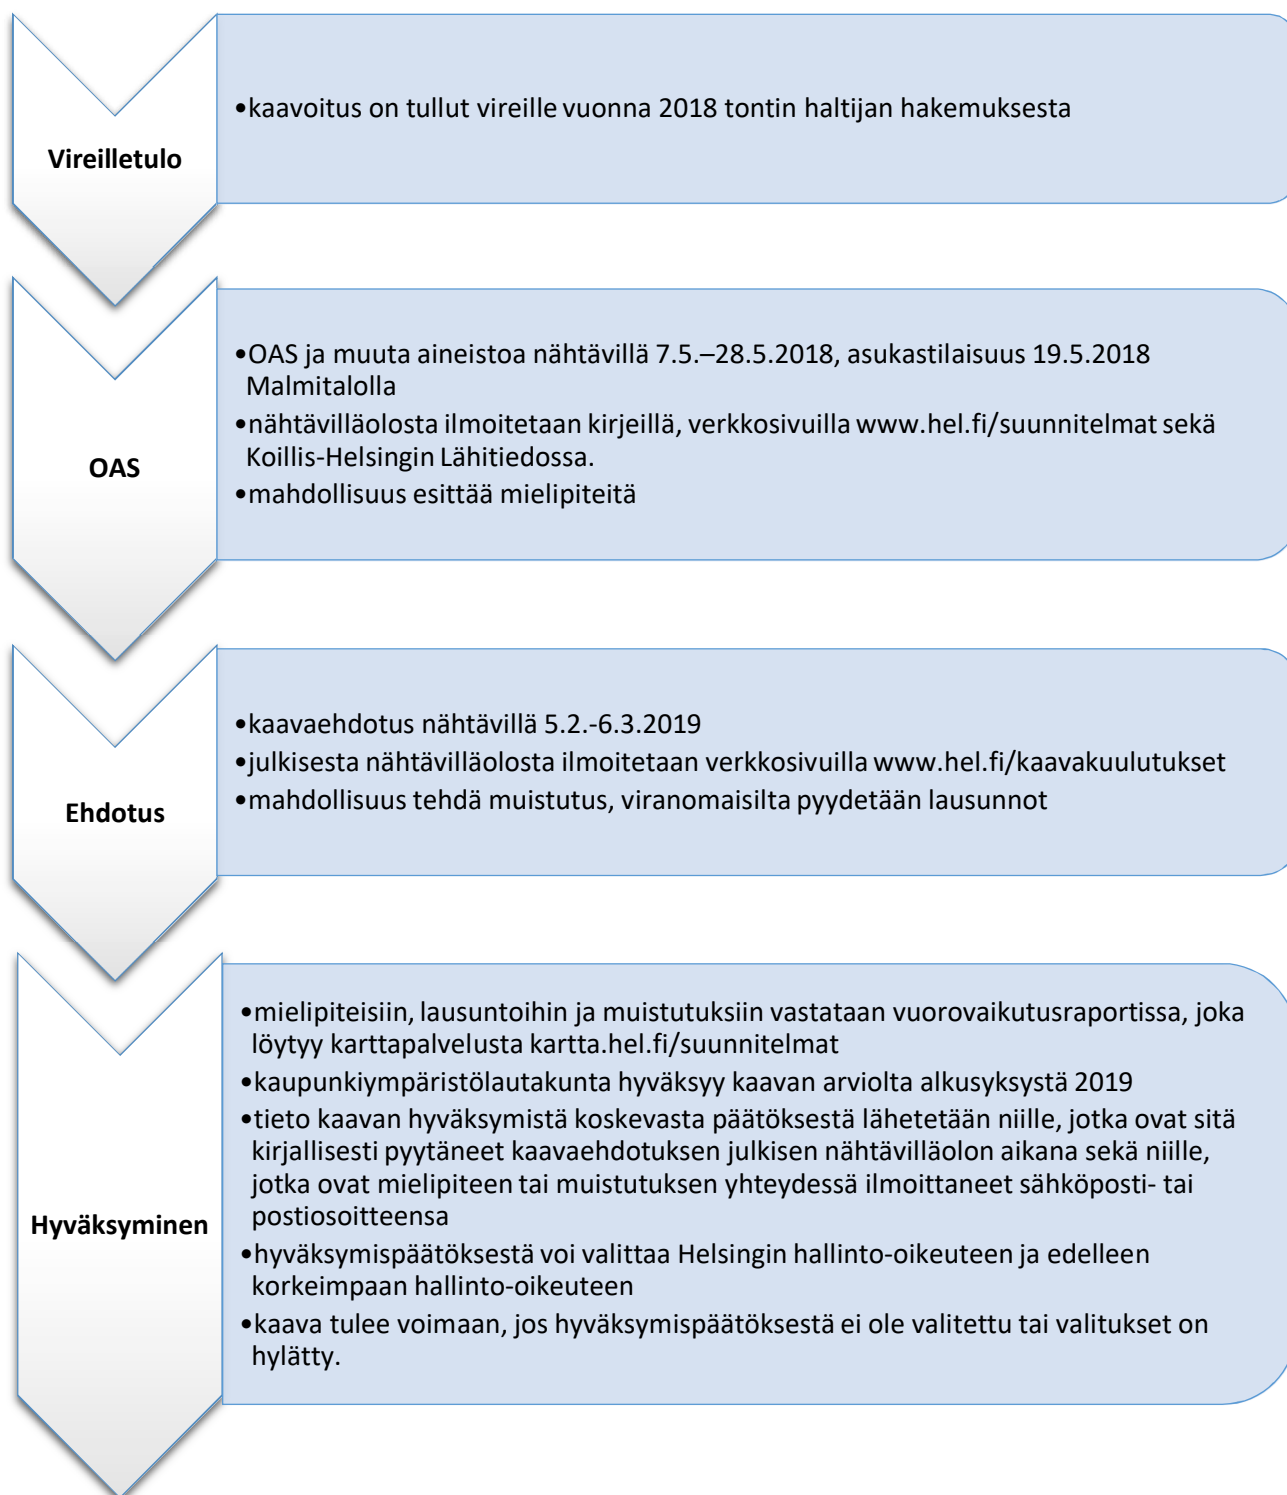 Vireilletulo
•kaavoitus on tullut vireille vuonna 2018 tontin haltijan hakemuksesta
OAS
•OAS ja muuta aineistoa nähtävillä 7.5.–28.5.2018, asukastilaisuus 19.5.2018
Malmitalolla
•nähtävilläolosta ilmoitetaan kirjeillä, verkkosivuilla www.hel.fi/suunnitelmat sekä
Koillis-Helsingin Lähitiedossa.
•mahdollisuus esittää mielipiteitä
Ehdotus
•kaavaehdotus nähtävillä 5.2.-6.3.2019
•julkisesta nähtävilläolosta ilmoitetaan verkkosivuilla www.hel.fi/kaavakuulutukset
•mahdollisuus tehdä muistutus, viranomaisilta pyydetään lausunnot
Hyväksyminen
•mielipiteisiin, lausuntoihin ja muistutuksiin vastataan vuorovaikutusraportissa, joka
löytyy karttapalvelusta kartta.hel.fi/suunnitelmat
•kaupunkiympäristölautakunta hyväksyy kaavan arviolta alkusyksystä 2019
•tieto kaavan hyväksymistä koskevasta päätöksestä lähetetään niille, jotka ovat sitä
kirjallisesti pyytäneet kaavaehdotuksen julkisen nähtävilläolon aikana sekä niille,
jotka ovat mielipiteen tai muistutuksen yhteydessä ilmoittaneet sähköposti- tai
postiosoitteensa
•hyväksymispäätöksestä voi valittaa Helsingin hallinto-oikeuteen ja edelleen
korkeimpaan hallinto-oikeuteen
•kaava tulee voimaan, jos hyväksymispäätöksestä ei ole valitettu tai valitukset on
hylätty.